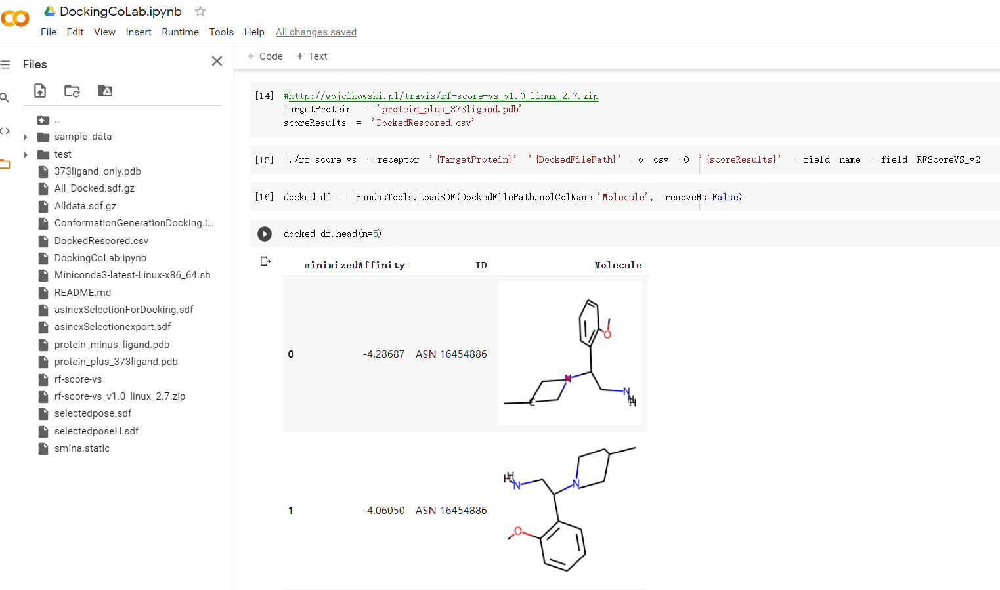 DockingCoLab.ipynb
File Edit View Insert Runtime Tools Help All changes saved
Files
+ Code + Text
..
sample_data
test
373ligand_only.pdb
All_Docked.sdf.gz
Alldata.sdf.gz
ConformationGenerationDocking.i...
DockedRescored.csv
DockingCoLab.ipynb
Miniconda3-latest-Linux-x86_64.sh
README.md
asinexSelectionForDocking.sdf
asinexSelectionexport.sdf
protein_minus_ligand.pdb
protein_plus_373ligand.pdb
rf-score-vs
rf-score-vs_v1.0_linux_2.7.zip
selectedpose.sdf
selectedposeH.sdf
smina.static
[14] #http://wojcikowski.pl/travis/rf-score-vs_v1.0_linux_2.7.zip
TargetProtein = 'protein_plus_373ligand.pdb'
scoreResults = 'DockedRescored.csv'
[15] !./rf-score-vs --receptor '{TargetProtein}' '{DockedFilePath}' -o csv -O '{scoreResults}' --field name --field RFScoreVS_v2
[16] docked_df = PandasTools.LoadSDF(DockedFilePath,molColName='Molecule', removeHs=False)
docked_df.head(n=5)
minimizedAffinity ID Molecule
0 -4.28687 ASN 16454886
O
N
C
N
H
H
1 -4.06050 ASN 16454886
H
H
N
N
O